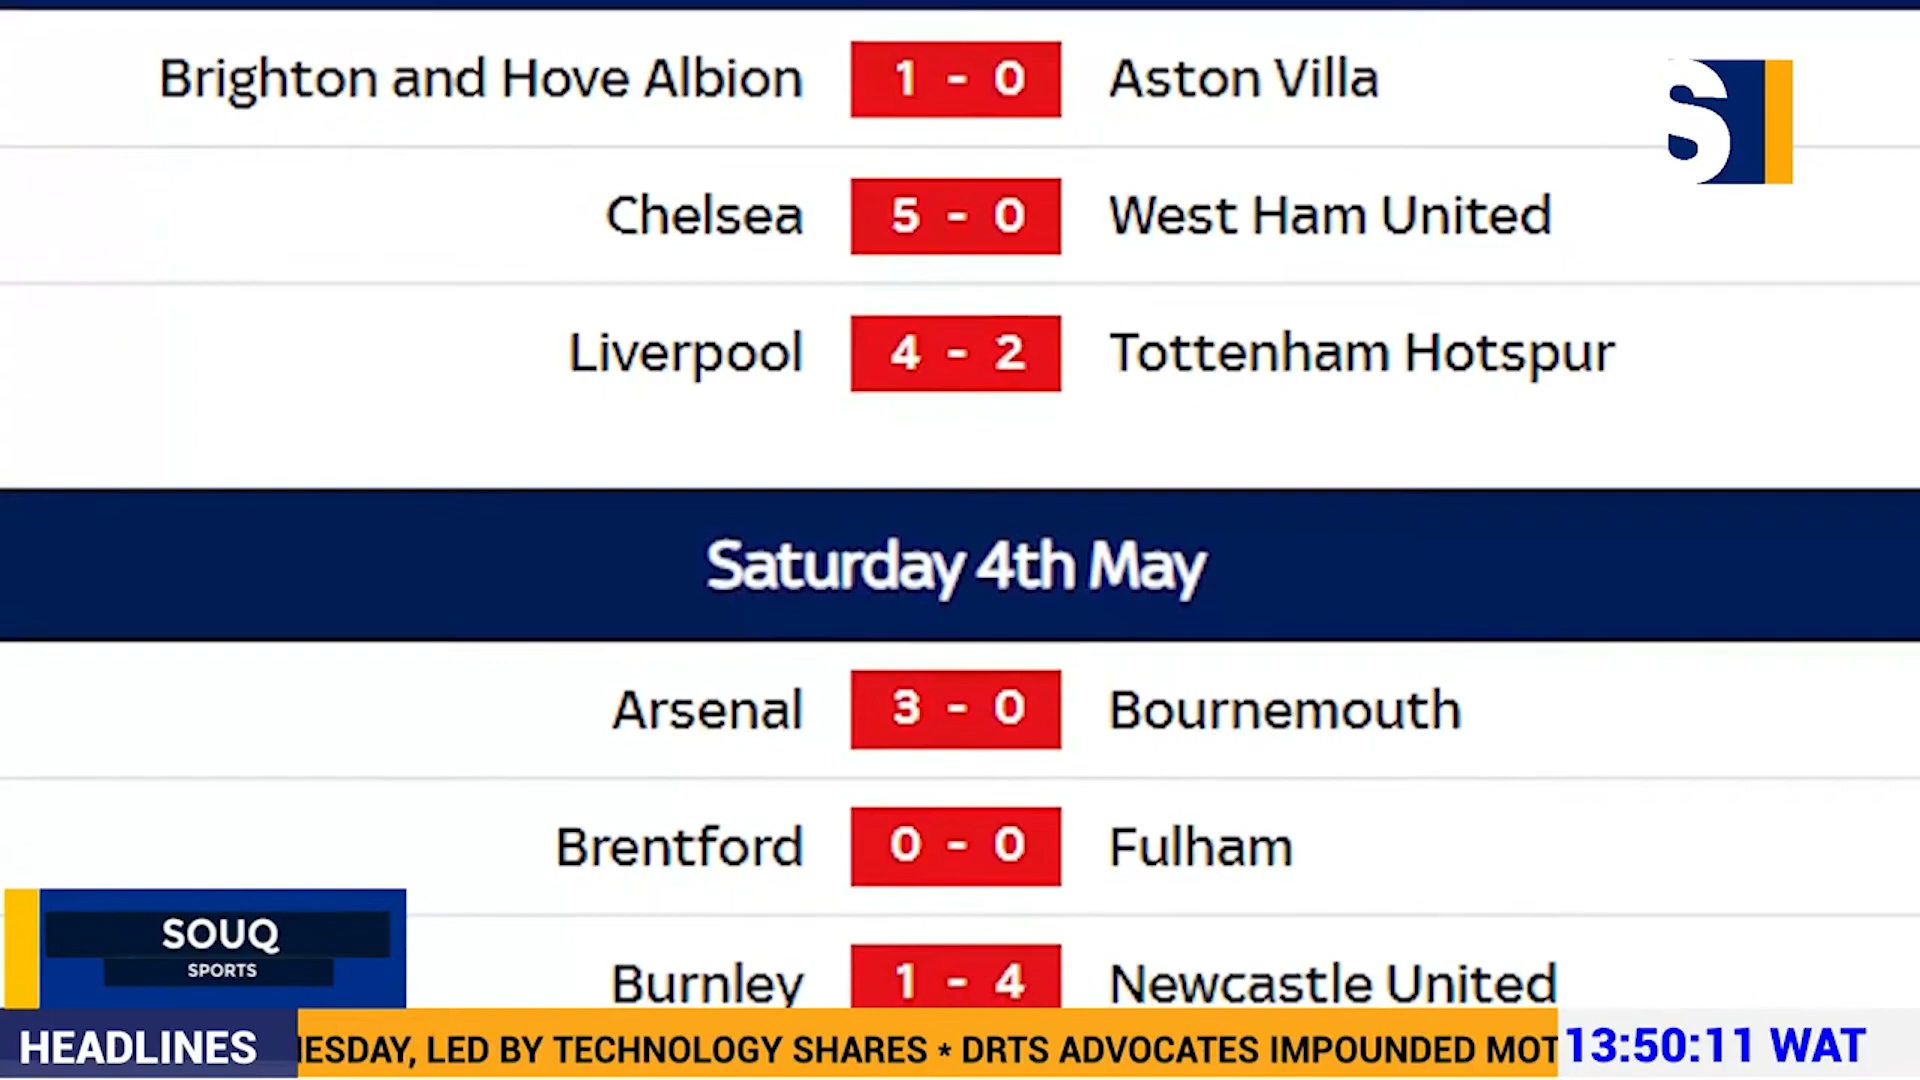 Brighton and Hove Albion 1 - 0 Aston Villa
S
Chelsea 5 - 0 West Ham United
Liverpool 4 - 2 Tottenham Hotspur
Saturday 4th May
Arsenal 3 - 0 Bournemouth
Brentford 0 - 0 Fulham
SOUQ
SPORTS
Burnley 1 - 4 Newcastle United
HEADLINES IESDAY, LED BY TECHNOLOGY SHARES * DRTS ADVOCATES IMPOUNDED MOT 13:50:11 WAT